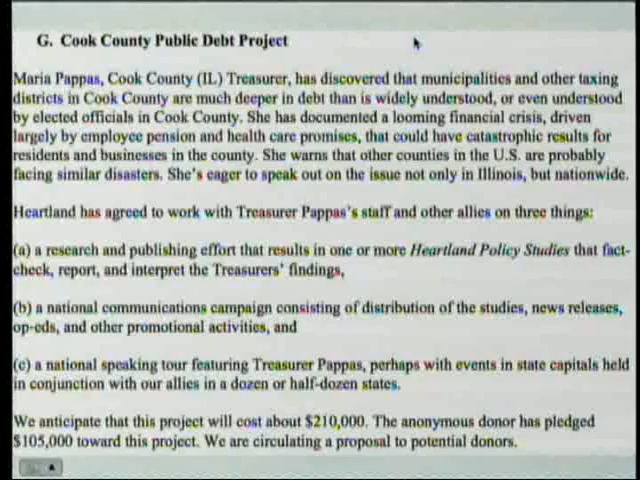 G. Cook County Public Debt Project
Maria Pappas, Cook County (IL) Treasurer, has discovered that municipalities and other taxing
districts in Cook County are much deeper in debt than is widely understood, or even understood
by elected officials in Cook County. She has documented a looming financial crisis, driven
largely by employee pension and health care promises, that could have catastrophic results for
residents and businesses in the county. She warns that other counties in the U.S. are probably
facing similar disasters. She's eager to speak out on the issue not only in Illinois, but nationwide.
Heartland has agreed to work with Treasurer Pappas's staff and other allies on three things:
(a) a research and publishing effort that results in one or more Heartland Policy Studies that fact-
check, report, and interpret the Treasurers' findings,
(b) a national communications campaign consisting of distribution of the studies, news releases,
op-eds, and other promotional activities, and
(c) a national speaking tour featuring Treasurer Pappas, perhaps with events in state capitals held
in conjunction with our allies in a dozen or half-dozen states.
We anticipate that this project will cost about $210,000. The anonymous donor has pledged
$105,000 toward this project. We are circulating a proposal to potential donors.